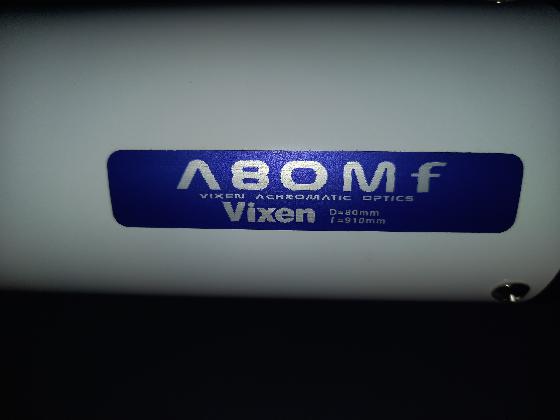 A80Mf
VIXEN ACHROMATIC OPTICS
Vixen
D=80mm
f=910mm